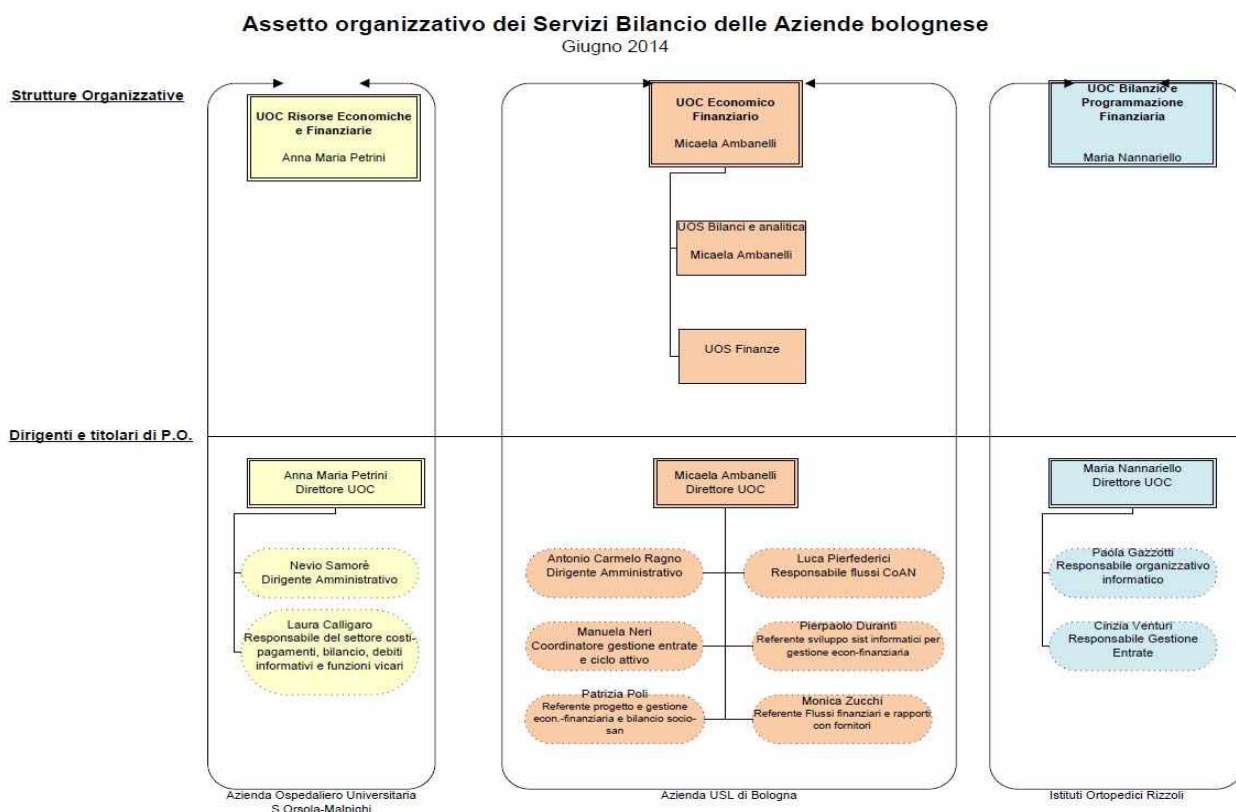 Assetto organizzativo dei Servizi Bilancio delle Aziende bolognese
Giugno 2014
Strutture Organizzative
UOC Risorse Economiche
e Finanziarie
Anna Maria Petrini
UOC Economico
Finanziario
Micaela Ambanelli
UOC Bilanzio e
Programmazione
Finanziaria
Maria Nannariello
UOS Bilanci e analitica
Micaela Ambanelli
UOS Finanze
Dirigenti e titolari di P.O.
Anna Maria Petrini
Direttore UOC
Nevio Samorè
Dirigente Amministrativo
Laura Calligaro
Responsabile del settore costi-
pagamenti, bilancio, debiti
informativi e funzioni vicari
Micaela Ambanelli
Direttore UOC
Antonio Carmelo Ragno
Dirigente Amministrativo
Luca Pierfederici
Responsabile flussi CoAN
Manuela Neri
Coordinatore gestione entrate
e ciclo attivo
Pierpaolo Duranti
Referente sviluppo sist informatici per
gestione econ-finanziaria
Patrizia Poli
Referente progetto e gestione
econ.-finanziaria e bilancio socio-
san
Monica Zucchi
Referente Flussi finanziari e rapporti
con fornitori
Maria Nannariello
Direttore UOC
Paola Gazzotti
Responsabile organizzativo
informatico
Cinzia Venturi
Responsabile Gestione
Entrate
Azienda Ospedaliero Universitaria
S.Orsola-Malpighi
Azienda USL di Bologna
Istituti Ortopedici Rizzoli